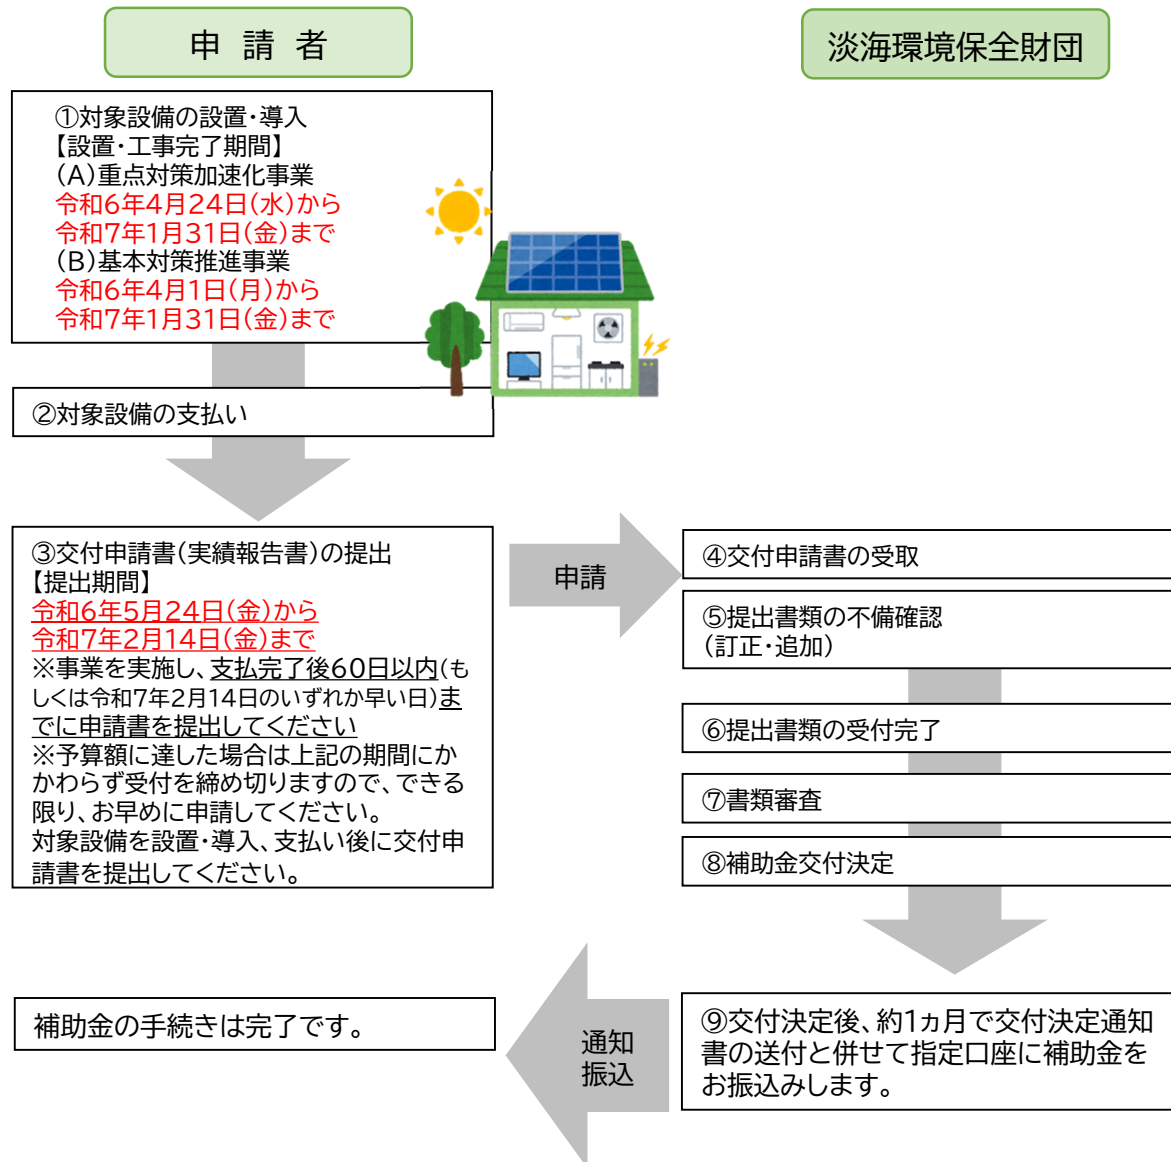 申 請 者
淡海環境保全財団
①対象設備の設置・導入
【設置・工事完了期間】
(A)重点対策加速化事業
令和6年4月24日(水)から
令和7年1月31日(金)まで
(B)基本対策推進事業
令和6年4月1日(月)から
令和7年1月31日(金)まで
②対象設備の支払い
③交付申請書(実績報告書)の提出
【提出期間】
令和6年5月24日(金)から
令和7年2月14日(金)まで
※事業を実施し、支払完了後60日以内(も
しくは令和7年2月14日のいずれか早い日)ま
でに申請書を提出してください
※予算額に達した場合は上記の期間にか
かわらず受付を締め切りますので、できる
限り、お早めに申請してください。
対象設備を設置・導入、支払い後に交付申
請書を提出してください。
申請
④交付申請書の受取
⑤提出書類の不備確認
(訂正・追加)
⑥提出書類の受付完了
⑦書類審査
⑧補助金交付決定
⑨交付決定後、約1ヵ月で交付決定通知
書の送付と併せて指定口座に補助金を
お振込みします。
通知
振込
補助金の手続きは完了です。